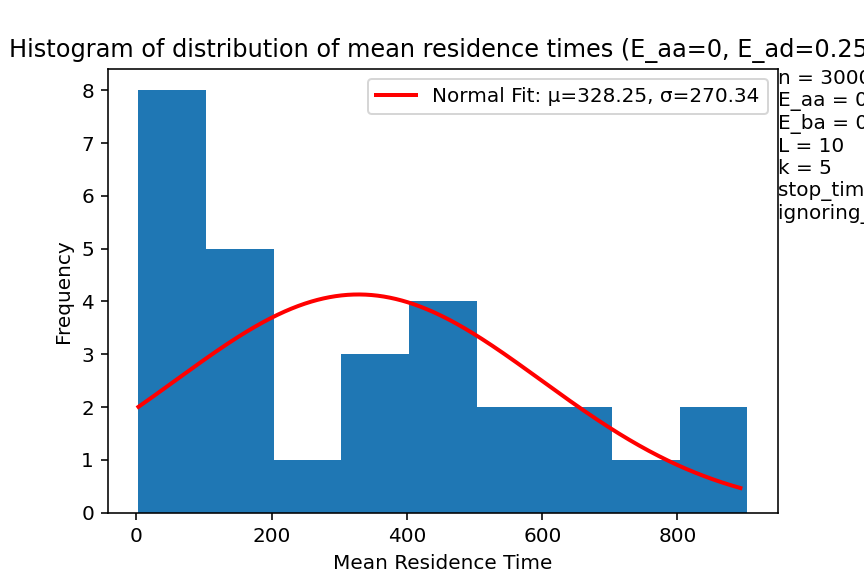 Histogram of distribution of mean residence times (E_aa=0, E_ad=0.25
n = 3000
E_aa = 0
E_ba = 0
L = 10
k = 5
stop_tim
ignoring_
Normal Fit: μ=328.25, σ=270.34
Frequency
8
7
6
5
4
3
2
1
0
0 200 400 600 800
Mean Residence Time